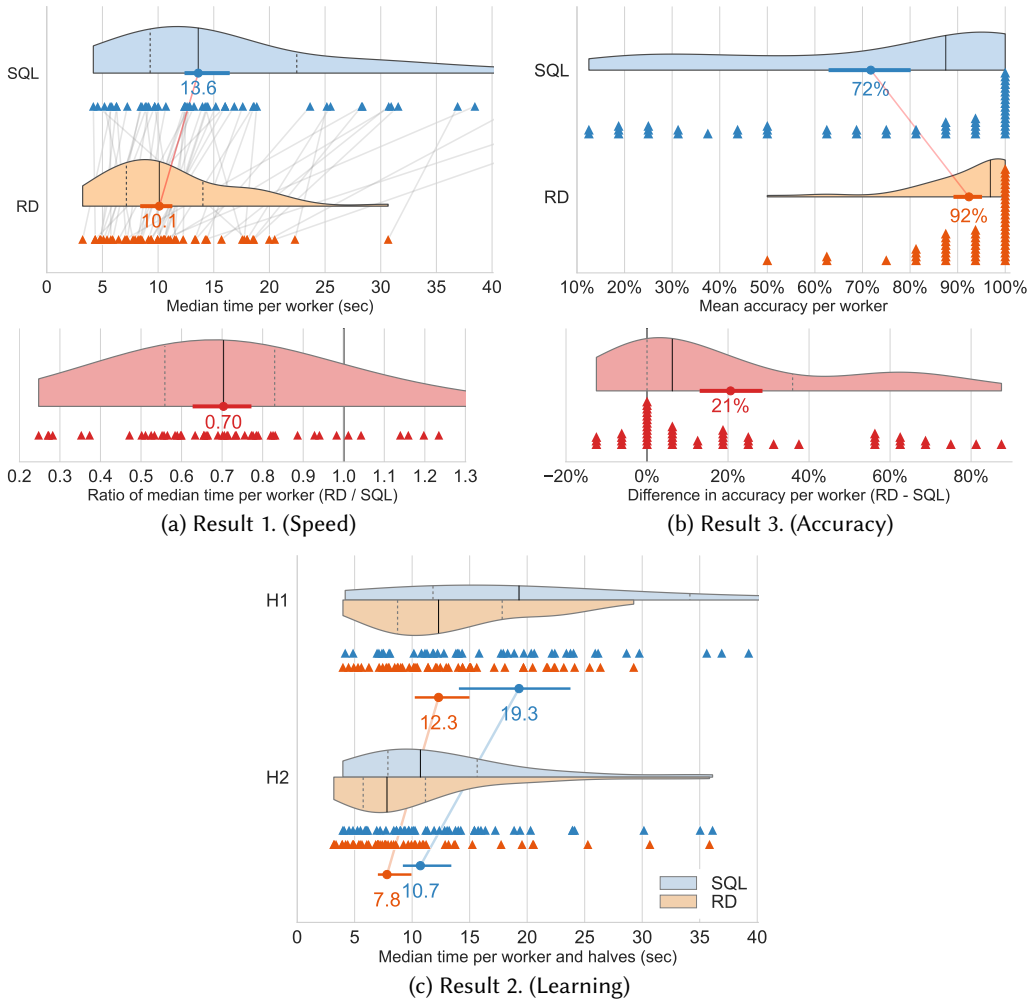 SQL
13.6
RD
10.1
0 5 10 15 20 25 30 35 40
Median time per worker (sec)
0.70
0.2 0.3 0.4 0.5 0.6 0.7 0.8 0.9 1.0 1.1 1.2 1.3
Ratio of median time per worker (RD / SQL)
(a) Result 1. (Speed)
SQL
72%
RD
92%
10% 20% 30% 40% 50% 60% 70% 80% 90% 100%
Mean accuracy per worker
21%
−20% 0% 20% 40% 60% 80%
Difference in accuracy per worker (RD - SQL)
(b) Result 3. (Accuracy)
H1
12.3 19.3
H2
7.8 10.7
SQL
RD
0 5 10 15 20 25 30 35 40
Median time per worker and halves (sec)
(c) Result 2. (Learning)